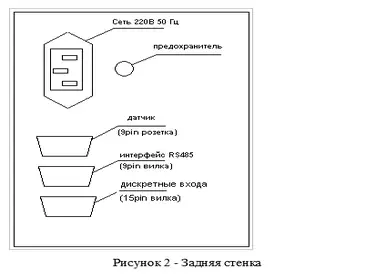 Сеть 220В 50 Гц
предохранитель
датчик
(9pin розетка)
интерфейс RS485
(9pin вилка)
дискретные входа
(15pin вилка)
Рисунок 2 - Задняя стенка